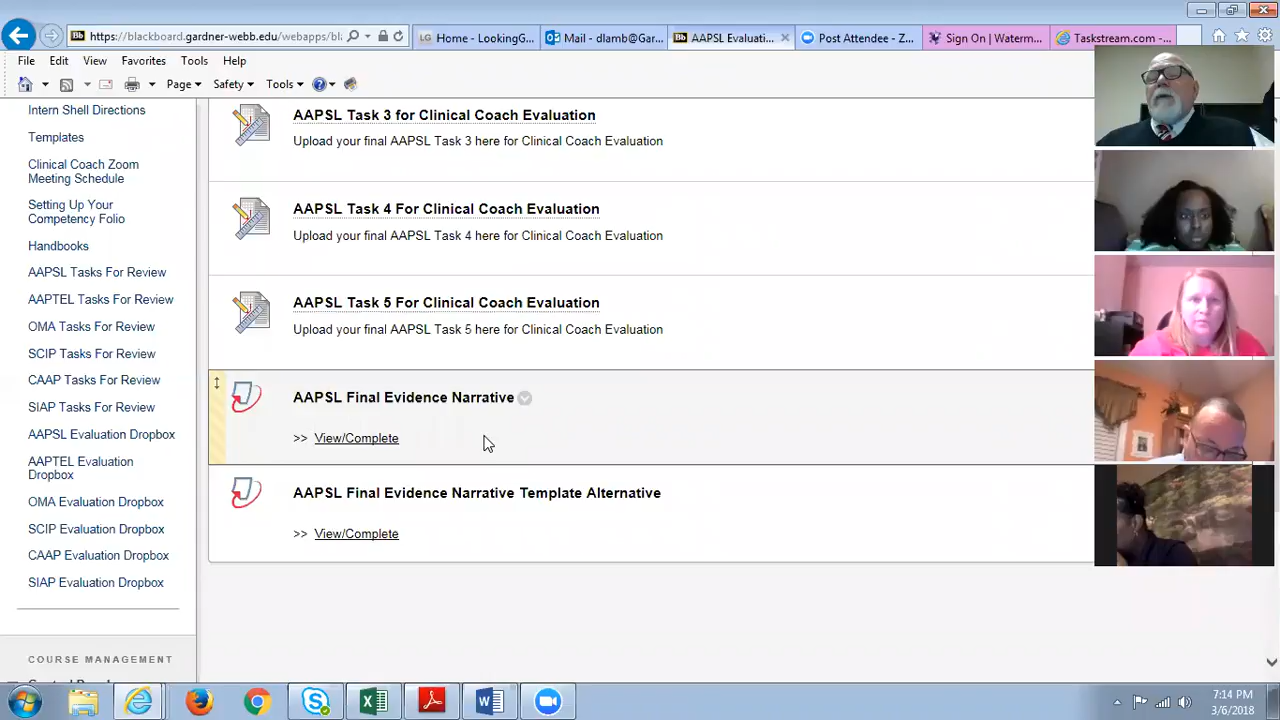 https://blackboard.gardner-webb.edu/webapps/bl
Home - LookingG...
Mail - dlamb@Gar...
AAPSL Evaluati...
Post Attendee - Z...
Sign On | Waterm...
Taskstream.com - ...
File Edit View Favorites Tools Help
Page Safety Tools
Intern Shell Directions
Templates
Clinical Coach Zoom
Meeting Schedule
Setting Up Your
Competency Folio
Handbooks
AAPSL Tasks For Review
AAPTEL Tasks For Review
OMA Tasks For Review
SCIP Tasks For Review
CAAP Tasks For Review
SIAP Tasks For Review
AAPSL Evaluation Dropbox
AAPTEL Evaluation
Dropbox
OMA Evaluation Dropbox
SCIP Evaluation Dropbox
CAAP Evaluation Dropbox
SIAP Evaluation Dropbox
COURSE MANAGEMENT
AAPSL Task 3 for Clinical Coach Evaluation
Upload your final AAPSL Task 3 here for Clinical Coach Evaluation
AAPSL Task 4 For Clinical Coach Evaluation
Upload your final AAPSL Task 4 here for Clinical Coach Evaluation
AAPSL Task 5 For Clinical Coach Evaluation
Upload your final AAPSL Task 5 here for Clinical Coach Evaluation
AAPSL Final Evidence Narrative
>> View/Complete
AAPSL Final Evidence Narrative Template Alternative
>> View/Complete
7:14 PM
3/6/2018